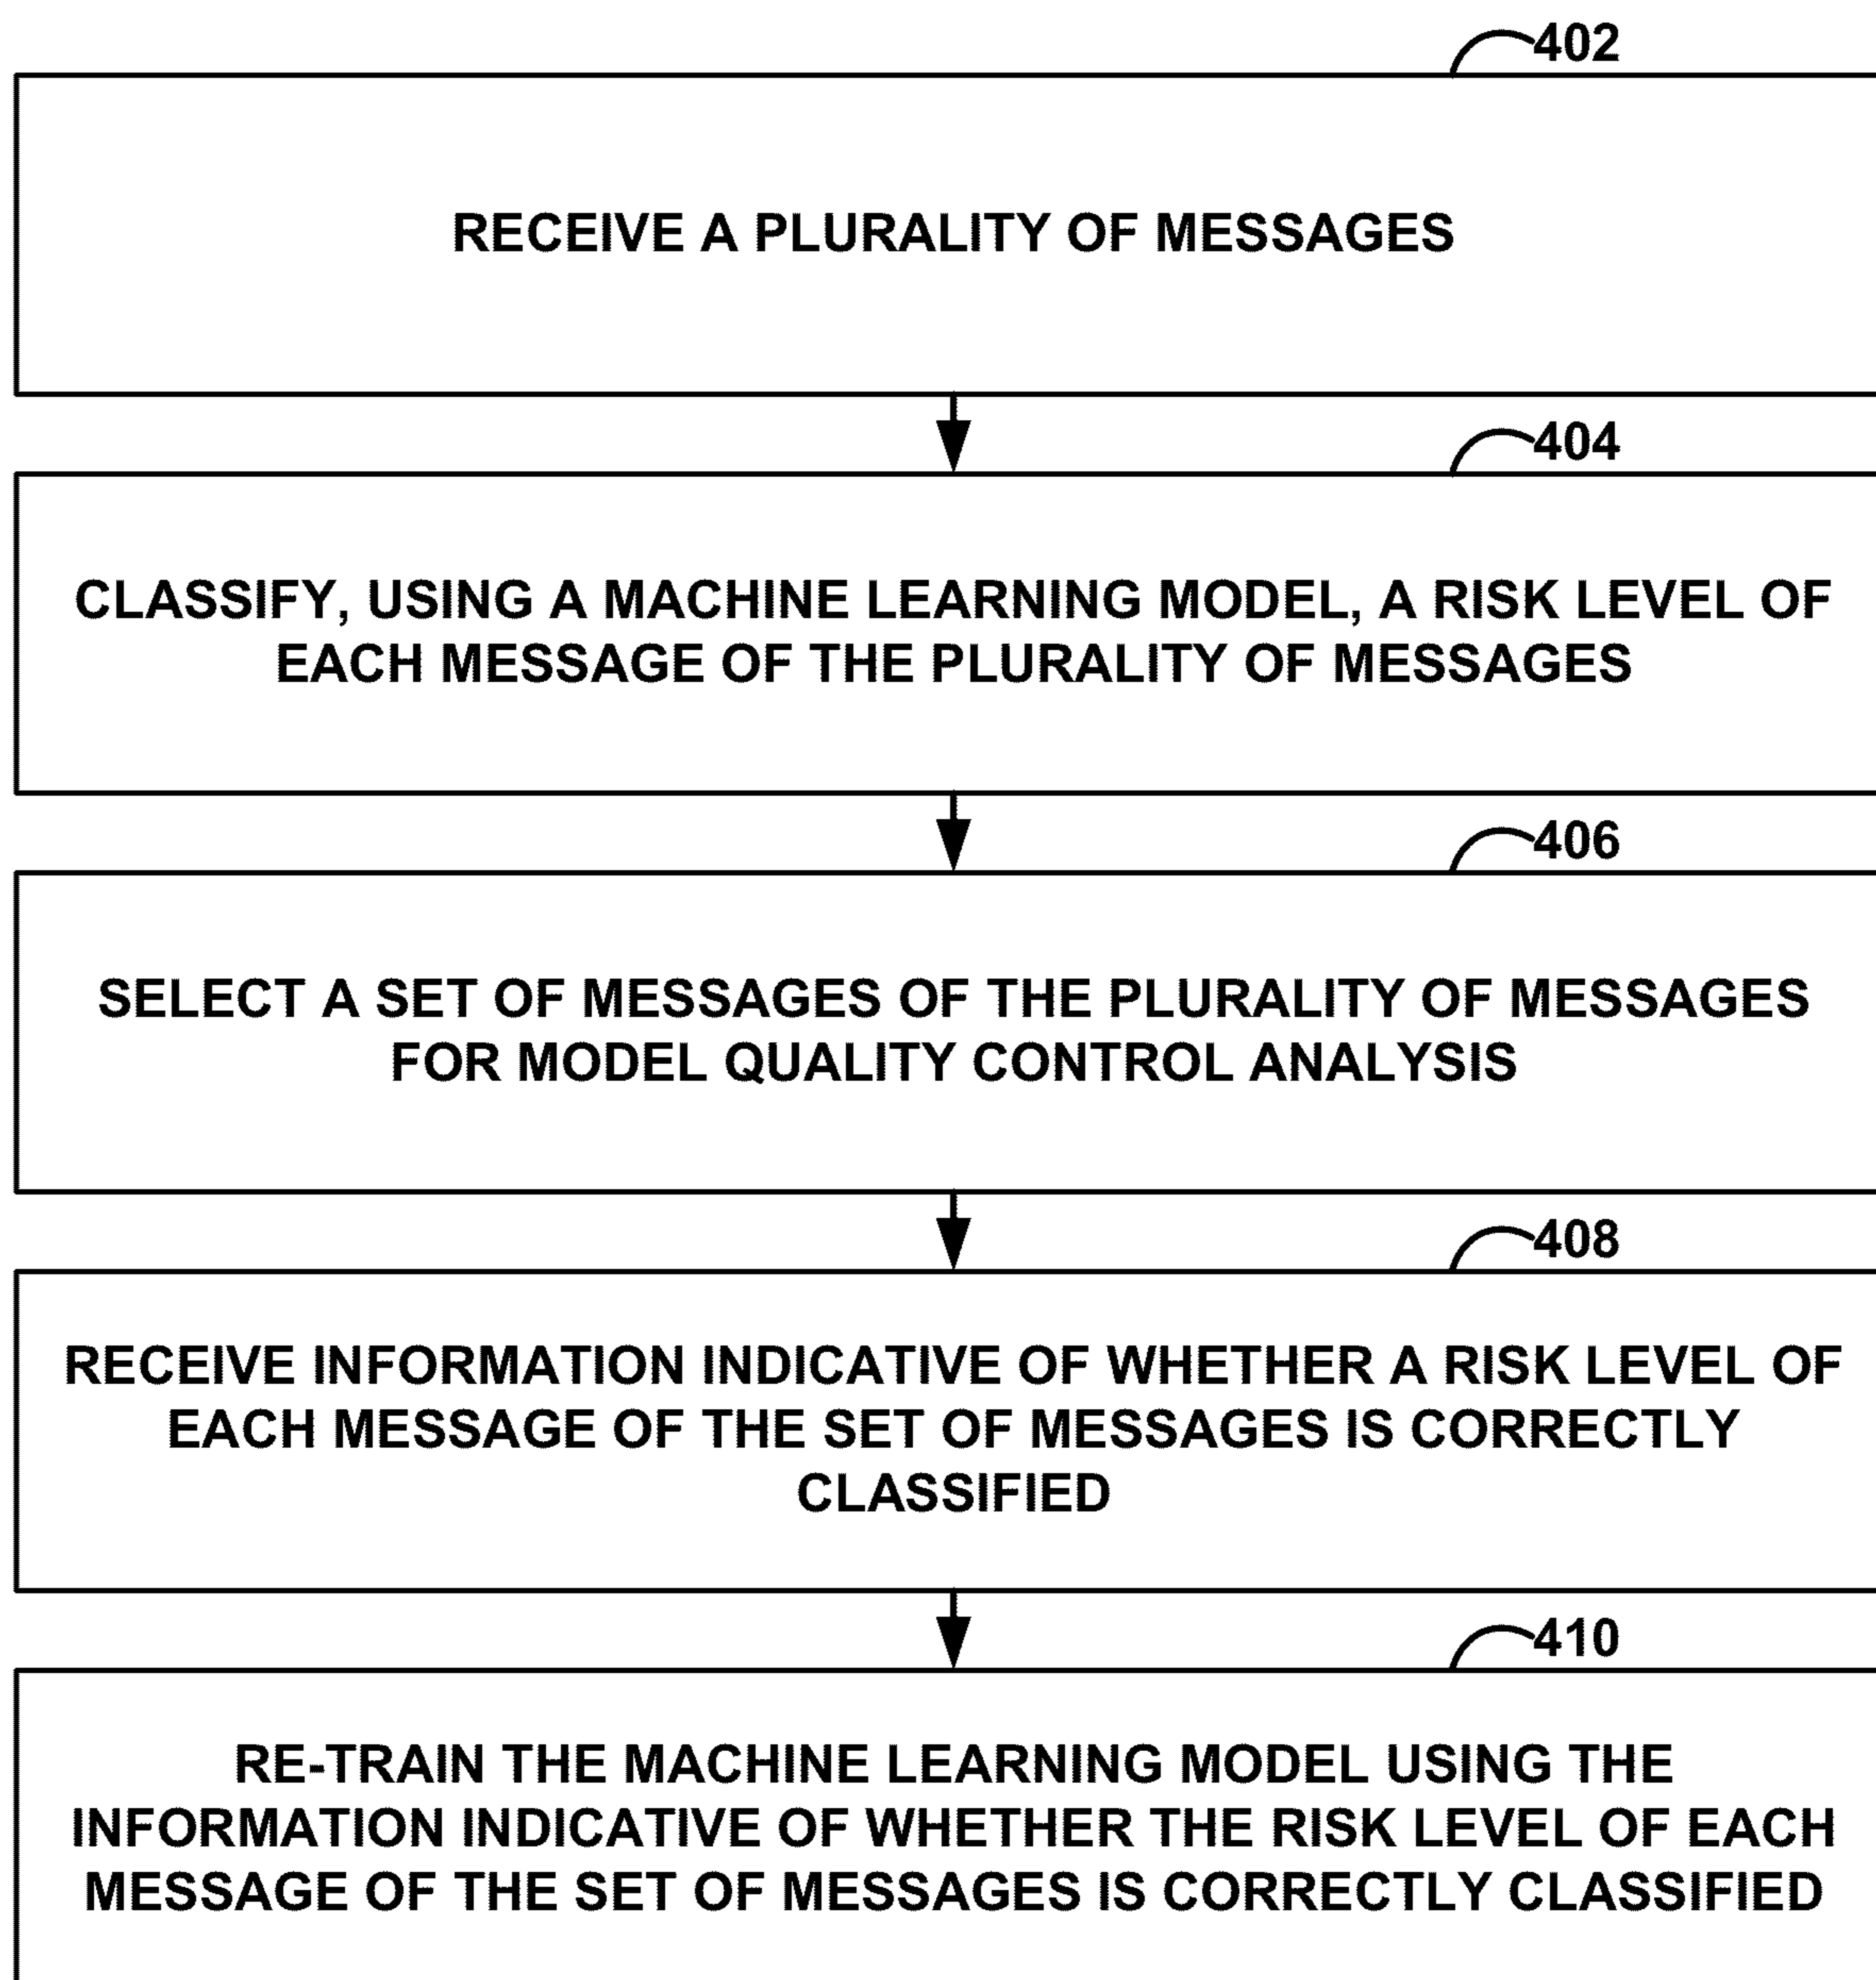 402
RECEIVE A PLURALITY OF MESSAGES
404
CLASSIFY, USING A MACHINE LEARNING MODEL, A RISK LEVEL OF
EACH MESSAGE OF THE PLURALITY OF MESSAGES
406
SELECT A SET OF MESSAGES OF THE PLURALITY OF MESSAGES
FOR MODEL QUALITY CONTROL ANALYSIS
408
RECEIVE INFORMATION INDICATIVE OF WHETHER A RISK LEVEL OF
EACH MESSAGE OF THE SET OF MESSAGES IS CORRECTLY
CLASSIFIED
410
RE-TRAIN THE MACHINE LEARNING MODEL USING THE
INFORMATION INDICATIVE OF WHETHER THE RISK LEVEL OF EACH
MESSAGE OF THE SET OF MESSAGES IS CORRECTLY CLASSIFIED